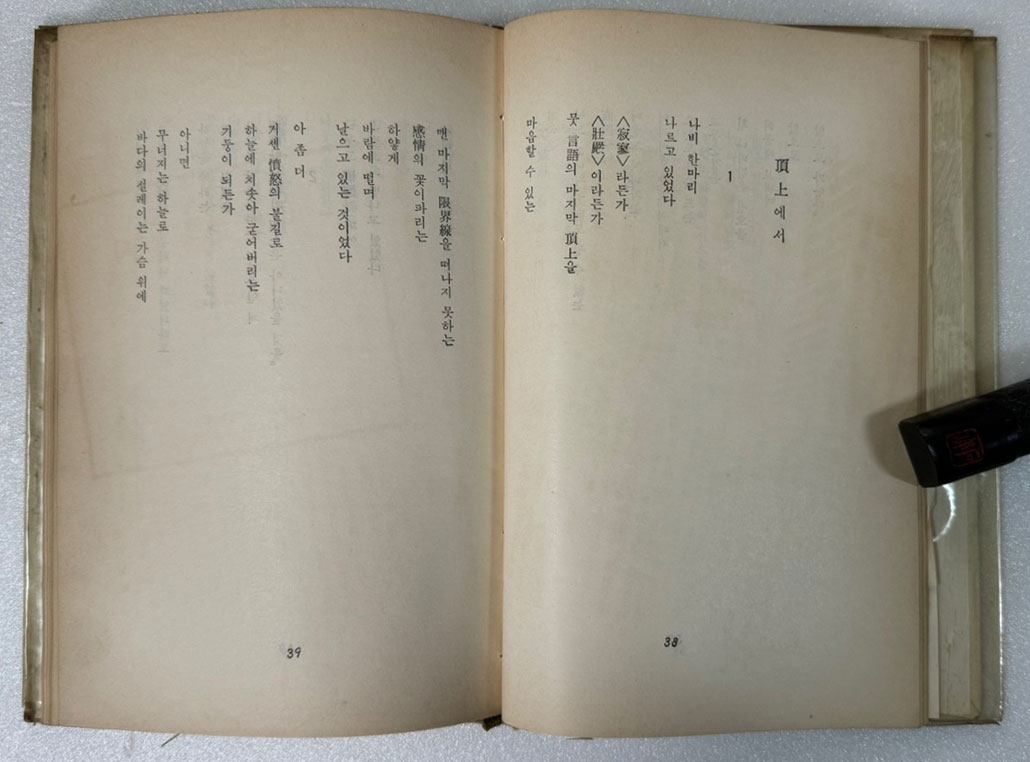 頂上에서
1
나비 한마리
나르고 있었다
〈寂寥〉라든가
〈壯絕〉이라든가
뭇 言語의 마지막 頂上을
마음할 수 있는
38
맨 마지막 限界線을 떠나지 못하는
感情의 꽃이파리는
하얗게
바람에 떨며
날으고 있는 것이었다
아 좀더
거센 憤怒의 불길로
하늘에 치솟아 굳어버리는
기둥이 되든가
아니면
무너지는 하늘로
바다의 설레이는 가슴 위에
39